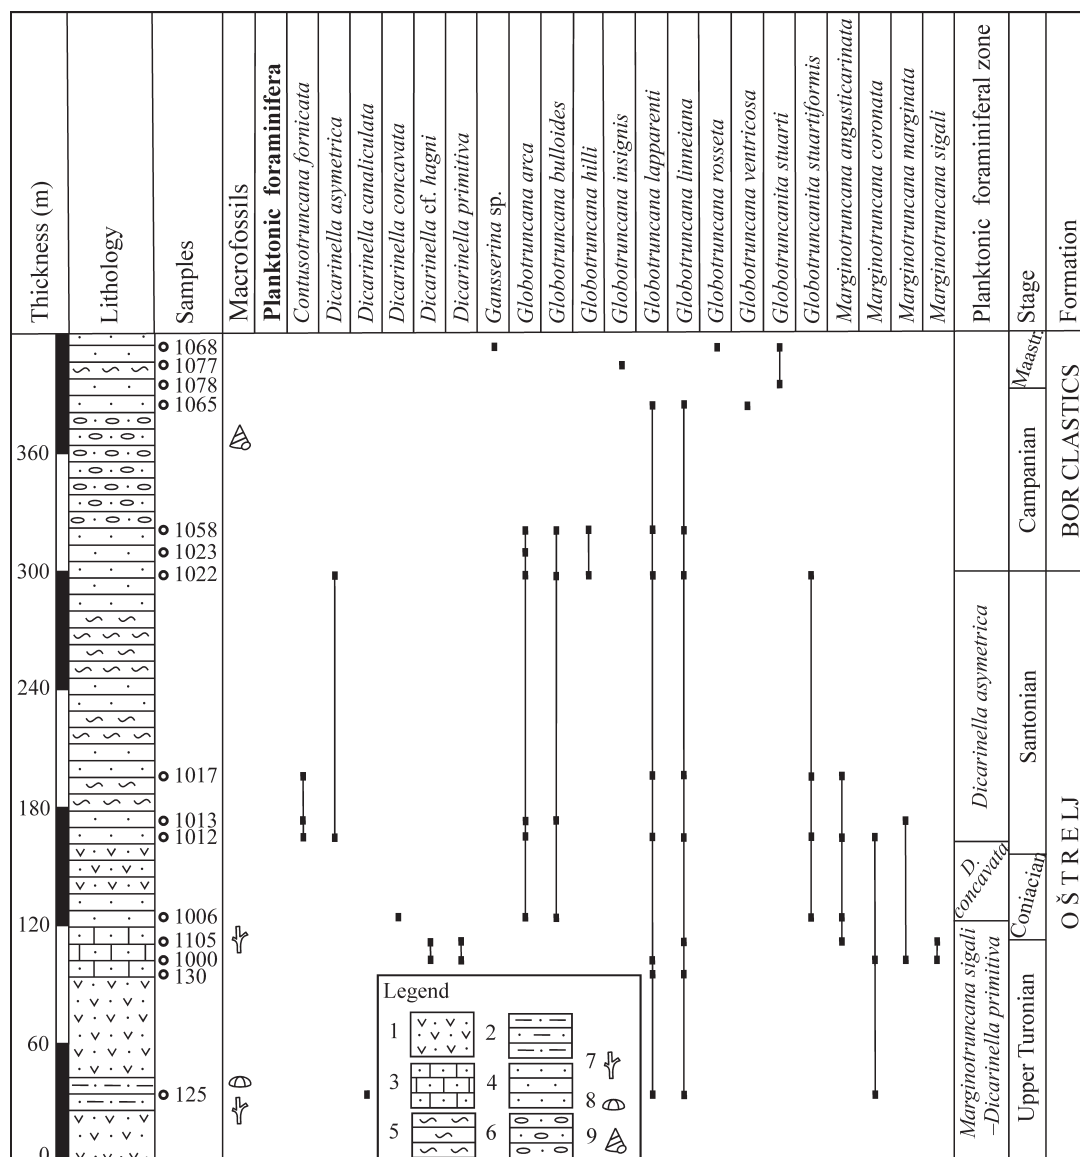 Thickness (m)
Lithology
Samples
Macrofossils
Planktonic foraminifera
Contusotruncana fornicata
Dicarinella asymetrica
Dicarinella canaliculata
Dicarinella concavata
Dicarinella cf. hagni
Dicarinella primitiva
Gansserina sp.
Globotruncana arca
Globotruncana bulloides
Globotruncana hilli
Globotruncana insignis
Globotruncana lapparenti
Globotruncana linneiana
Globotruncana rosseta
Globotruncana ventricosa
Globotruncanita stuarti
Globotruncanita stuartiformis
Marginotruncana angusticarinata
Marginotruncana coronata
Marginotruncana marginata
Marginotruncana sigali
Planktonic foraminiferal zone
Stage
Formation
360
300
240
180
120
60
0
1068
1077
1078
1065
1058
1023
1022
1017
1013
1012
1006
1105
1000
130
125
Dicarinella asymetrica
D.
concavata
Marginotruncana sigali
–Dicarinella primitiva
Maastr.
Campanian
Santonian
Coniacian
Upper Turonian
BOR CLASTICS
OŠTRELJ
Legend
1
2
3
4
5
6
7
8
9